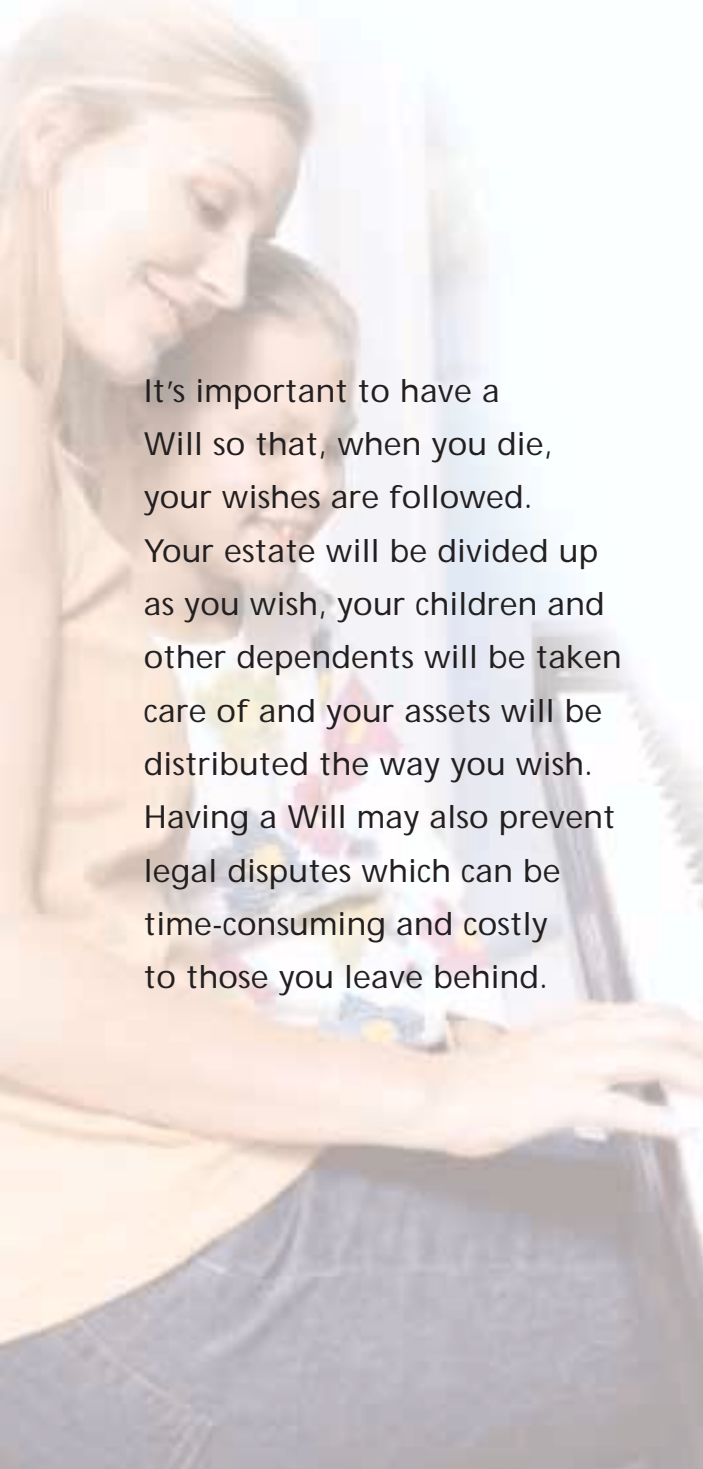 It’s important to have a
Will so that, when you die,
your wishes are followed.
Your estate will be divided up
as you wish, your children and
other dependents will be taken
care of and your assets will be
distributed the way you wish.
Having a Will may also prevent
legal disputes which can be
time-consuming and costly
to those you leave behind.